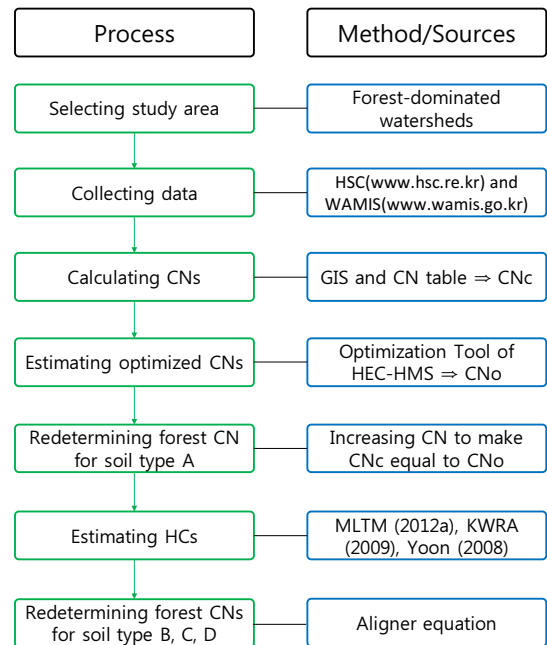 Process
Method/Sources
Selecting study area
Forest-dominated
watersheds
Collecting data
HSC(www.hsc.re.kr) and
WAMIS(www.wamis.go.kr)
Calculating CNs
GIS and CN table ⇒ CNc
Estimating optimized CNs
Optimization Tool of
HEC-HMS ⇒ CNo
Redetermining forest CN
for soil type A
Increasing CN to make
CNc equal to CNo
Estimating HCs
MLTM (2012a), KWRA
(2009), Yoon (2008)
Redetermining forest CNs
for soil type B, C, D
Aligner equation